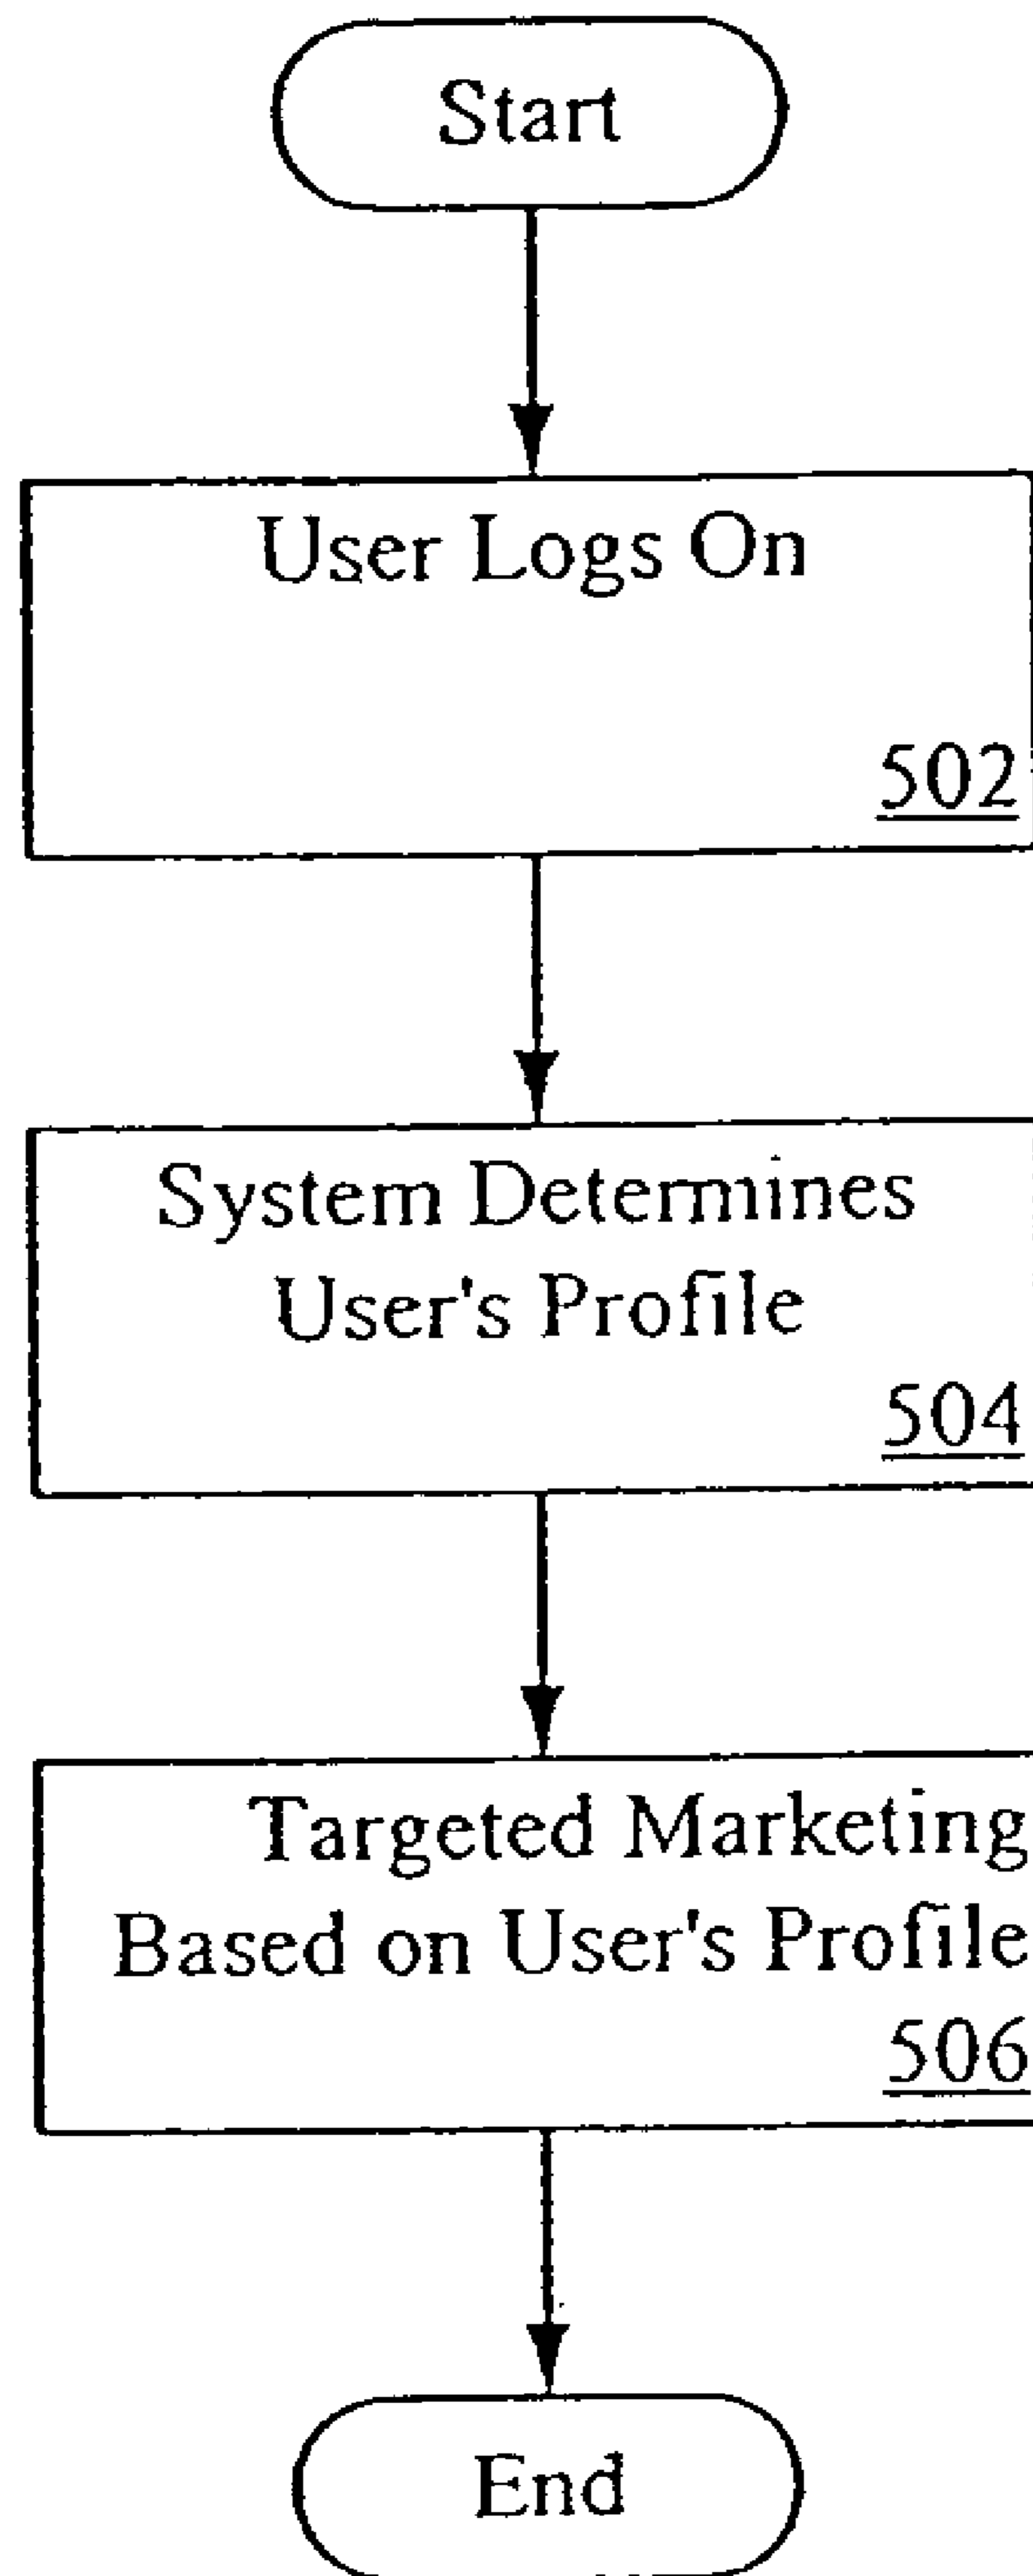 Start
User Logs On
502
System Determines
User's Profile
504
Targeted Marketing
Based on User's Profile
506
End